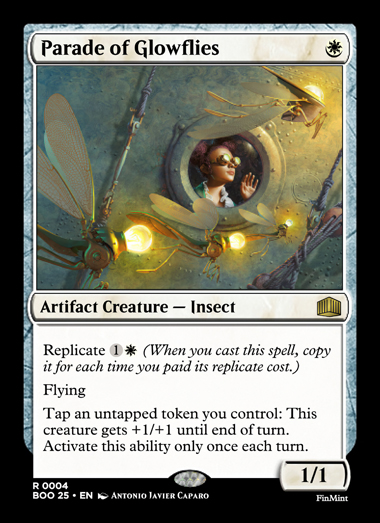 Parade of Glowflies
Artifact Creature — Insect
Replicate 1 (When you cast this spell, copy
it for each time you paid its replicate cost.)
Flying
Tap an untapped token you control: This
creature gets +1/+1 until end of turn.
Activate this ability only once each turn.
1/1
R 0004
BOO 25 • EN Antonio Javier Caparo
FinMint